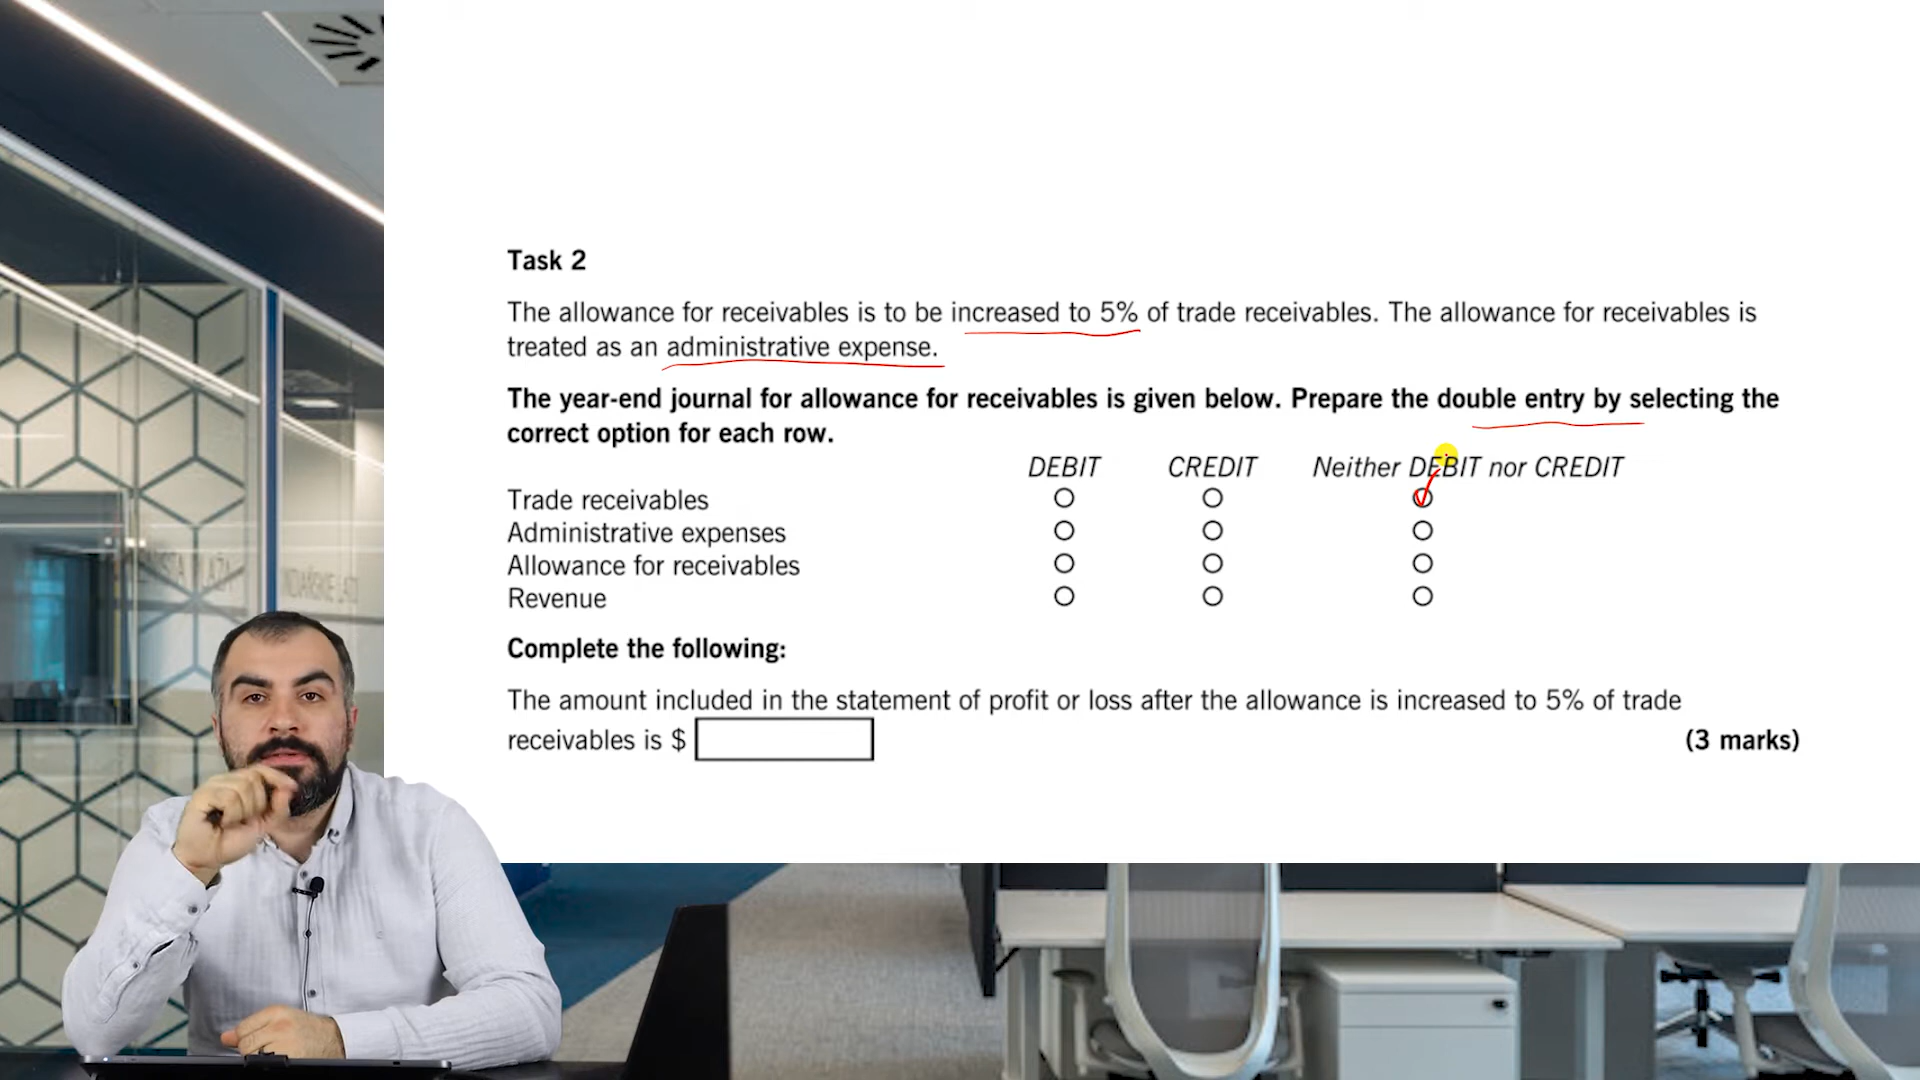 Task 2
The allowance for receivables is to be increased to 5% of trade receivables. The allowance for receivables is
treated as an administrative expense.
The year-end journal for allowance for receivables is given below. Prepare the double entry by selecting the
correct option for each row.
DEBIT CREDIT Neither DEBIT nor CREDIT
Trade receivables
Administrative expenses
Allowance for receivables
Revenue
Complete the following:
The amount included in the statement of profit or loss after the allowance is increased to 5% of trade
receivables is $
(3 marks)